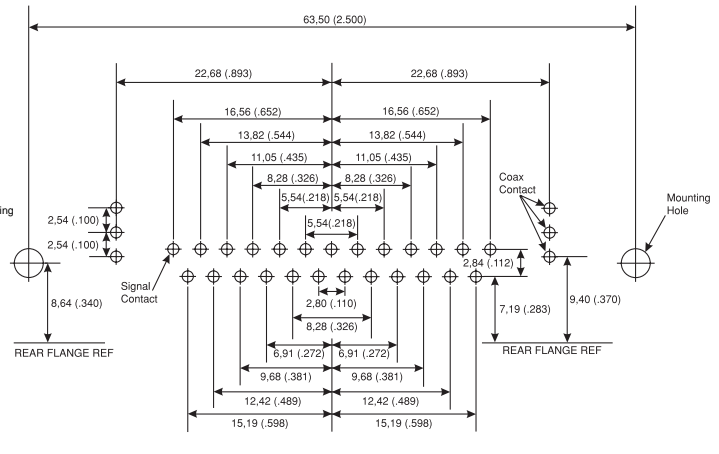 63,50 (2.500)
22,68 (.893) 22,68 (.893)
16,56 (.652) 16,56 (.652)
13,82 (.544) 13,82 (.544)
11,05 (.435) 11,05 (.435)
8,28 (.326) 8,28 (.326)
5,54(.218) 5,54(.218)
5,54(.218)
Coax
Contact
Mounting
Hole
2,54 (.100)
2,54 (.100)
2,84 (.112)
Signal
Contact
8,64 (.340)
2,80 (.110)
7,19 (.283)
9,40 (.370)
8,28 (.326)
REAR FLANGE REF
REAR FLANGE REF
6,91 (.272) 6,91 (.272)
9,68 (.381) 9,68 (.381)
12,42 (.489) 12,42 (.489)
15,19 (.598) 15,19 (.598)